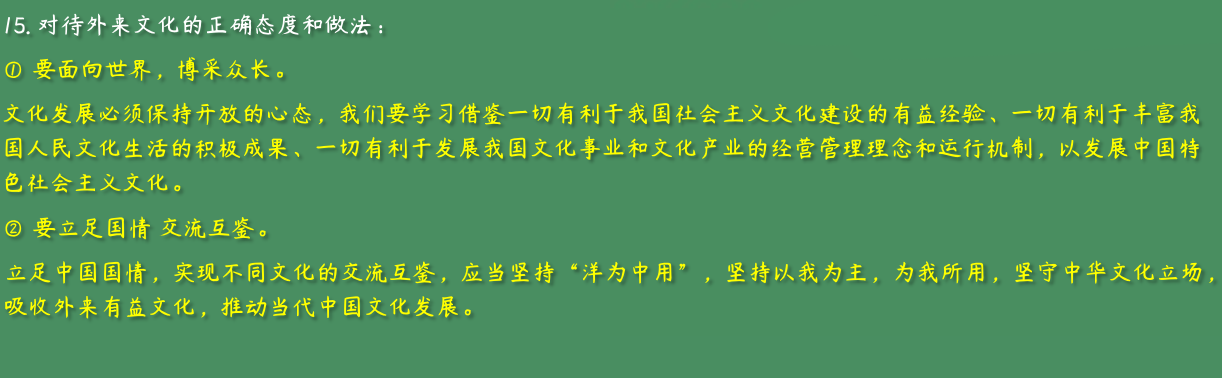 15. 对待外来文化的正确态度和做法：
① 要面向世界，博采众长。
文化发展必须保持开放的心态，我们要学习借鉴一切有利于我国社会主义文化建设的有益经验、一切有利于丰富我
国人民文化生活的积极成果、一切有利于发展我国文化事业和文化产业的经营管理理念和运行机制，以发展中国特
色社会主义文化。
② 要立足国情 交流互鉴。
立足中国国情，实现不同文化的交流互鉴，应当坚持“洋为中用”，坚持以我为主，为我所用，坚守中华文化立场，
吸收外来有益文化，推动当代中国文化发展。